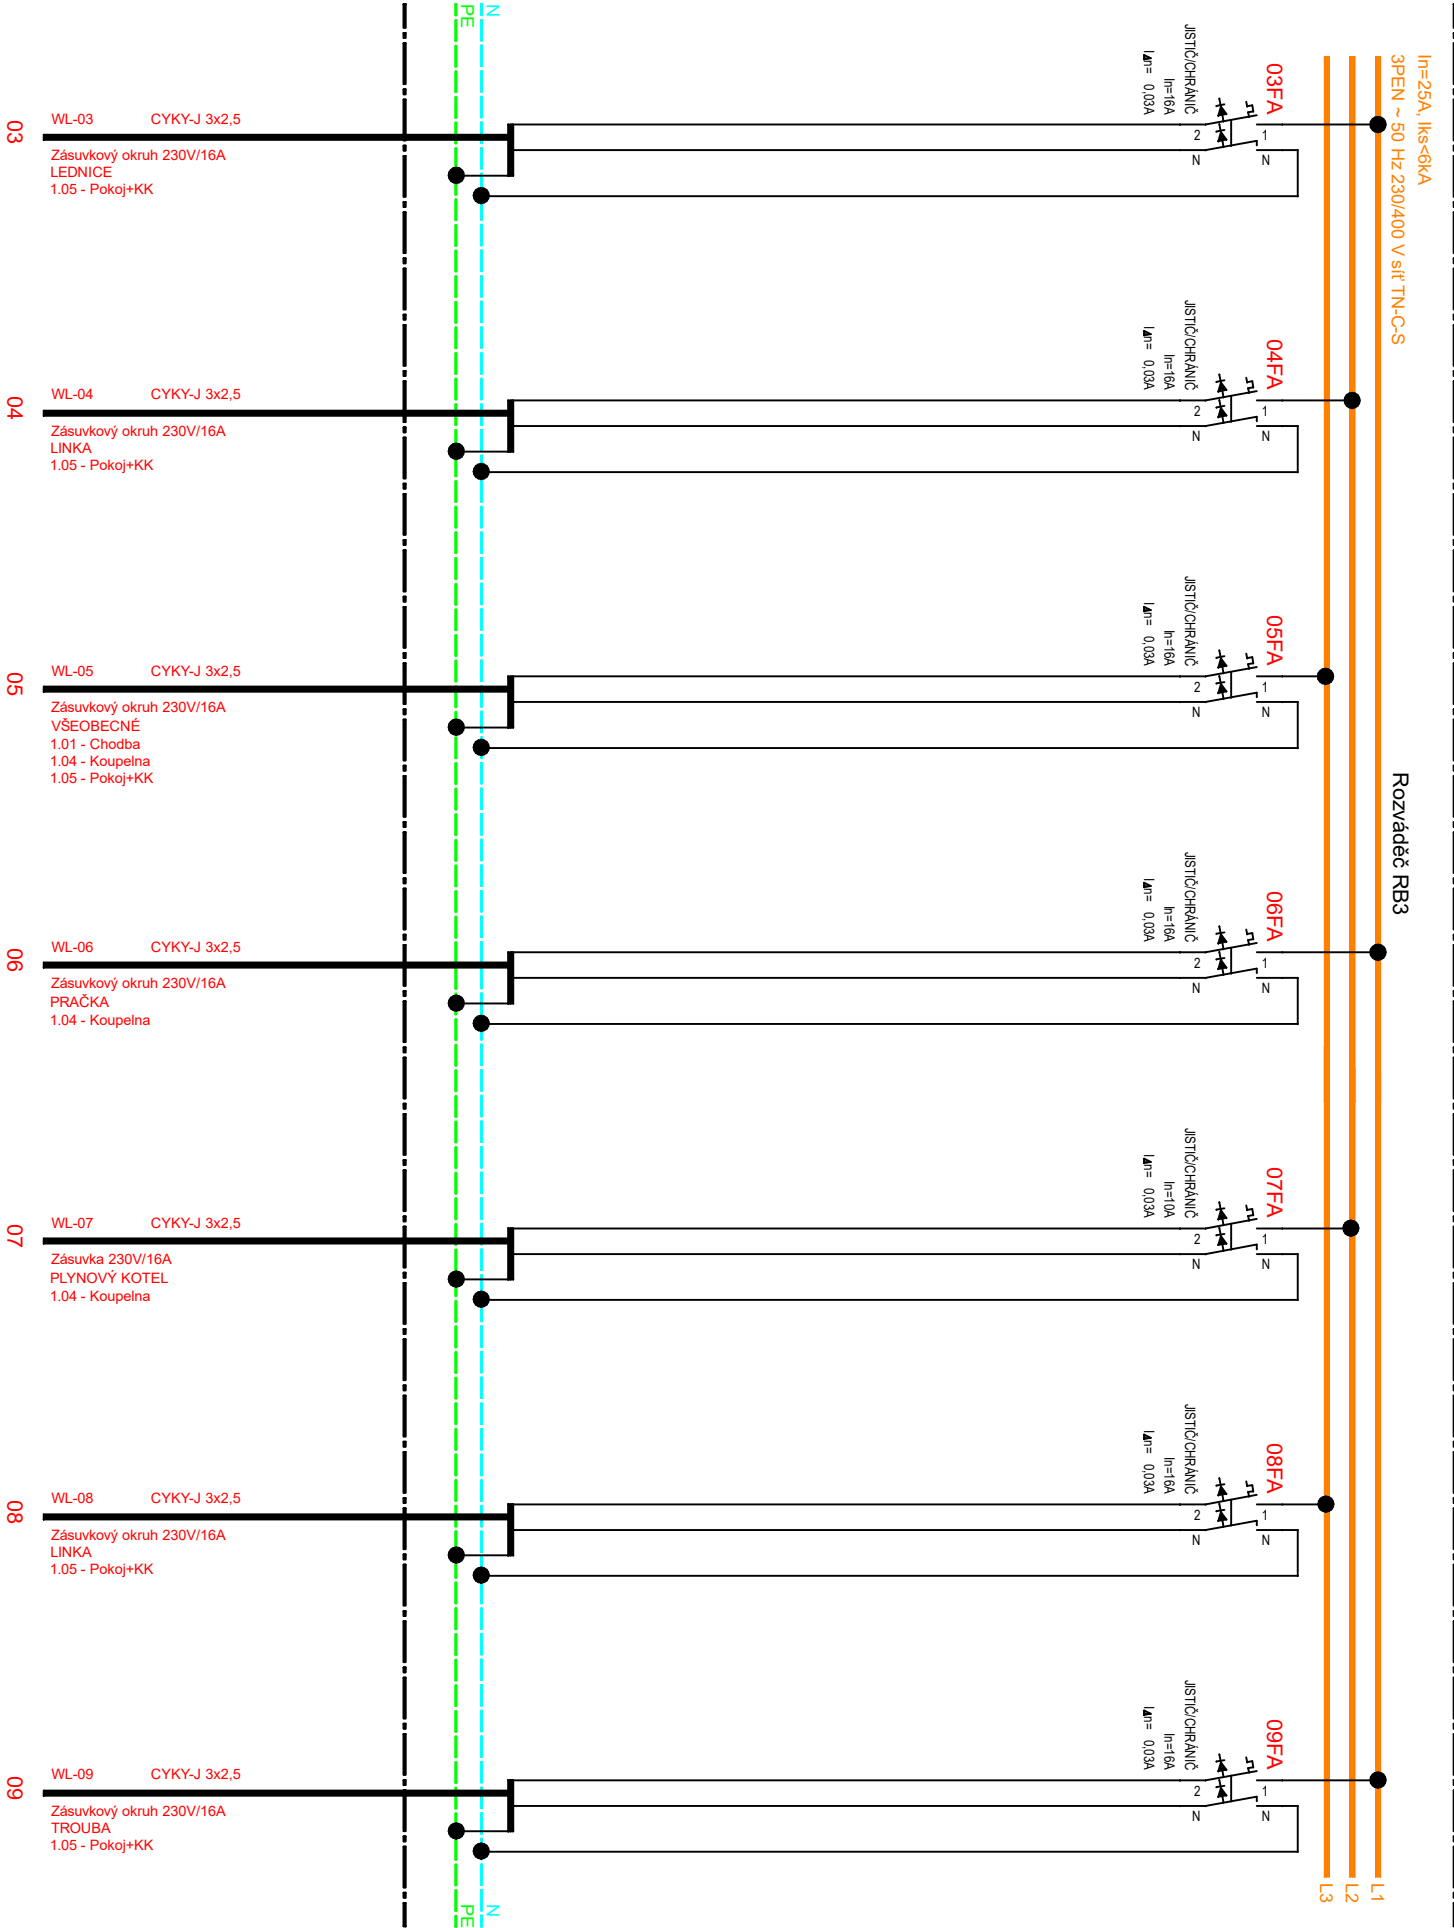 In=25A, Iks<6kA
3PEN ~ 50 Hz 230/400 V síť TN-C-S
Rozváděč RB3
L1
L2
L3
N
PE
N
PE
03FA
JISTIČ/CHRÁNIČ
In=16A
IΔn= 0,03A
1
N
2
N
WL-03 CYKY-J 3x2,5
Zásuvkový okruh 230V/16A
LEDNICE
1.05 - Pokoj+KK
03
04FA
JISTIČ/CHRÁNIČ
In=16A
IΔn= 0,03A
1
N
2
N
WL-04 CYKY-J 3x2,5
Zásuvkový okruh 230V/16A
LINKA
1.05 - Pokoj+KK
04
05FA
JISTIČ/CHRÁNIČ
In=16A
IΔn= 0,03A
1
N
2
N
WL-05 CYKY-J 3x2,5
Zásuvkový okruh 230V/16A
VŠEOBECNÉ
1.01 - Chodba
1.04 - Koupelna
1.05 - Pokoj+KK
05
06FA
JISTIČ/CHRÁNIČ
In=16A
IΔn= 0,03A
1
N
2
N
WL-06 CYKY-J 3x2,5
Zásuvkový okruh 230V/16A
PRAČKA
1.04 - Koupelna
06
07FA
JISTIČ/CHRÁNIČ
In=10A
IΔn= 0,03A
1
N
2
N
WL-07 CYKY-J 3x2,5
Zásuvka 230V/16A
PLYNOVÝ KOTEL
1.04 - Koupelna
07
08FA
JISTIČ/CHRÁNIČ
In=16A
IΔn= 0,03A
1
N
2
N
WL-08 CYKY-J 3x2,5
Zásuvkový okruh 230V/16A
LINKA
1.05 - Pokoj+KK
08
09FA
JISTIČ/CHRÁNIČ
In=16A
IΔn= 0,03A
1
N
2
N
WL-09 CYKY-J 3x2,5
Zásuvkový okruh 230V/16A
TROUBA
1.05 - Pokoj+KK
09